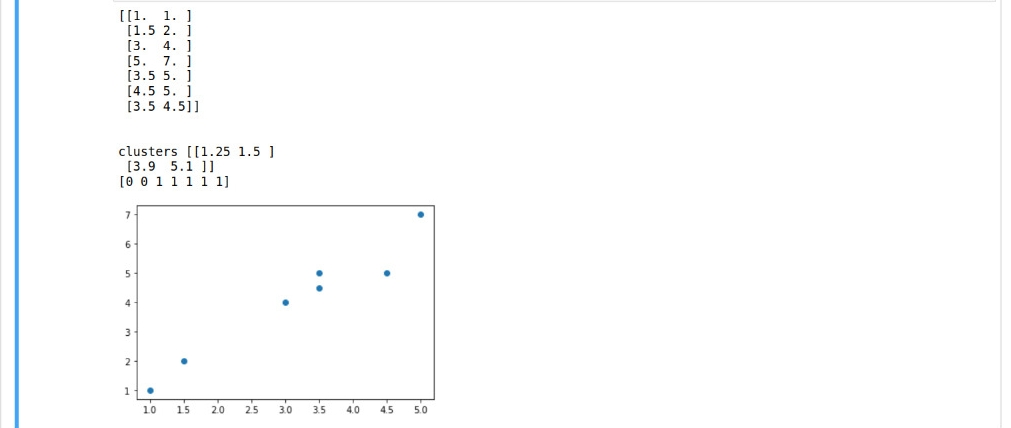 [[1.  1. ]
 [1.5 2. ]
 [3.  4. ]
 [5.  7. ]
 [3.5 5. ]
 [4.5 5. ]
 [3.5 4.5]]
clusters [[1.25 1.5 ]
 [3.9  5.1 ]]
[0 0 1 1 1 1 1]
7
6
5
4
3
2
1
1.0 1.5 2.0 2.5 3.0 3.5 4.0 4.5 5.0